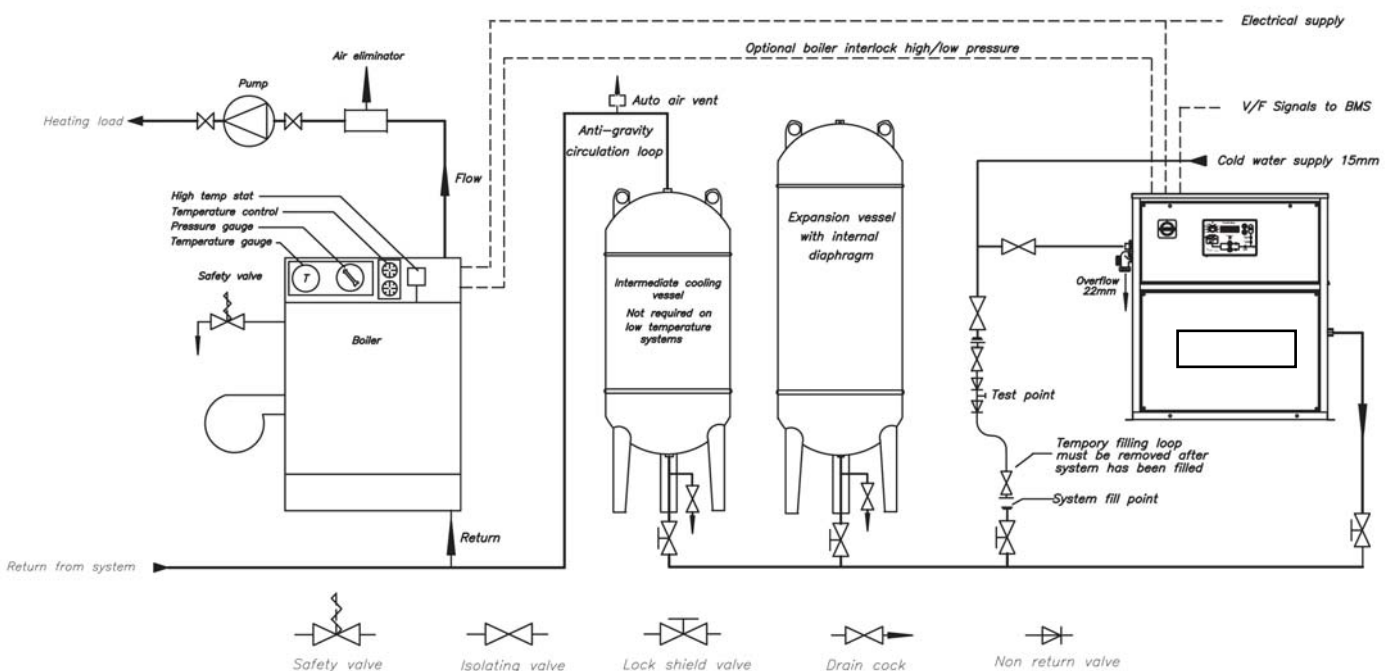 Electrical supply
Optional boiler interlock high/low pressure
Air eliminator
Pump
Auto air vent
V/F Signals to BMS
Heating load
Anti-gravity
circulation loop
Cold water supply 15mm
Flow
High temp stat
Temperature control
Pressure gauge
Temperature gauge
Expansion vessel
with internal
diaphragm
T
Safety valve
Intermediate cooling
vessel
Not required on
low temperature
systems
Overflow
22mm
Boiler
Test point
Tempory filling loop
must be removed after
system has been filled
System fill point
Return
Return from system
Safety valve
Isolating valve
Lock shield valve
Drain cock
Non return valve